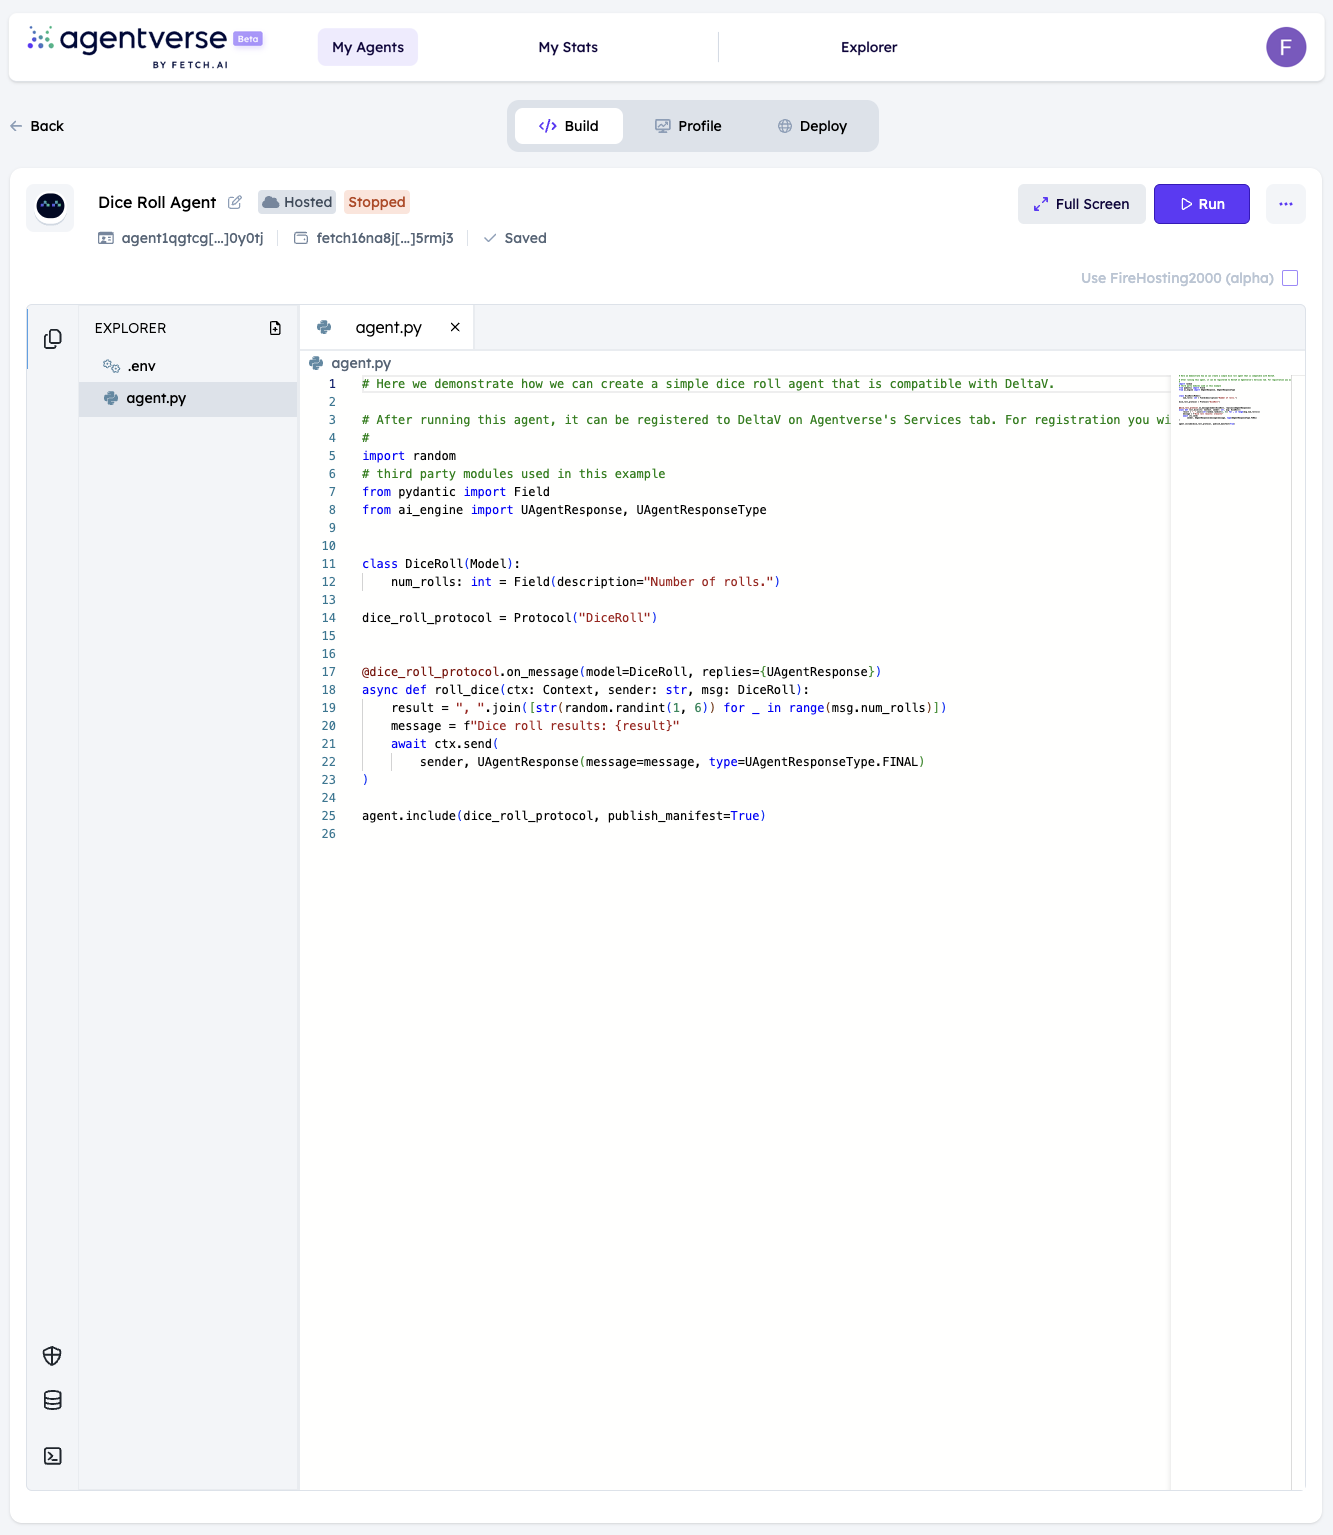 agentverse Beta
BY FETCH.AI
My Agents
My Stats
Explorer
F
Back
Build
Profile
Deploy
Dice Roll Agent
Hosted
Stopped
Full Screen
Run
agent1qgtcg[...]0y0tj
fetch16na8j[...]5rmj3
Saved
Use FireHosting2000 (alpha)
EXPLORER
.env
agent.py
agent.py
agent.py
1 # Here we demonstrate how we can create a simple dice roll agent that is compatible with DeltaV.
2
3 # After running this agent, it can be registered to DeltaV on Agentverse's Services tab. For registration you wi
4 #
5 import random
6 # third party modules used in this example
7 from pydantic import Field
8 from ai_engine import UAgentResponse, UAgentResponseType
9
10
11 class DiceRoll(Model):
12     num_rolls: int = Field(description="Number of rolls.")
13
14 dice_roll_protocol = Protocol("DiceRoll")
15
16
17 @dice_roll_protocol.on_message(model=DiceRoll, replies={UAgentResponse})
18 async def roll_dice(ctx: Context, sender: str, msg: DiceRoll):
19     result = ", ".join([str(random.randint(1, 6)) for _ in range(msg.num_rolls)])
20     message = f"Dice roll results: {result}"
21     await ctx.send(
22         sender, UAgentResponse(message=message, type=UAgentResponseType.FINAL)
23 )
24
25 agent.include(dice_roll_protocol, publish_manifest=True)
26